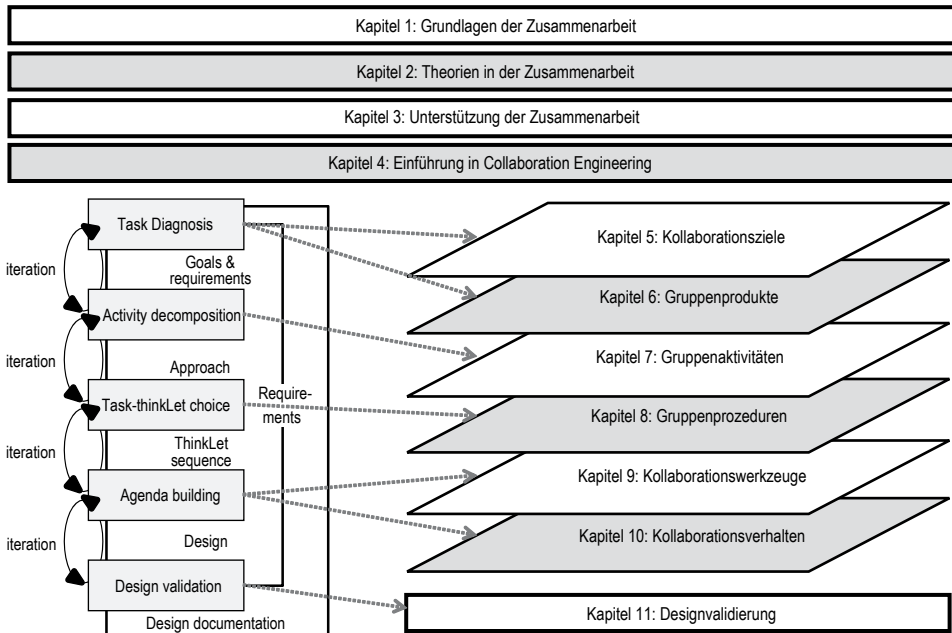 Kapitel 1: Grundlagen der Zusammenarbeit
Kapitel 2: Theorien in der Zusammenarbeit
Kapitel 3: Unterstützung der Zusammenarbeit
Kapitel 4: Einführung in Collaboration Engineering
Task Diagnosis
iteration
Goals &
requirements
Activity decomposition
iteration
Approach
Task-thinkLet choice
Require-
ments
iteration
ThinkLet
sequence
Agenda building
iteration
Design
Design validation
Design documentation
Kapitel 5: Kollaborationsziele
Kapitel 6: Gruppenprodukte
Kapitel 7: Gruppenaktivitäten
Kapitel 8: Gruppenprozeduren
Kapitel 9: Kollaborationswerkzeuge
Kapitel 10: Kollaborationsverhalten
Kapitel 11: Designvalidierung